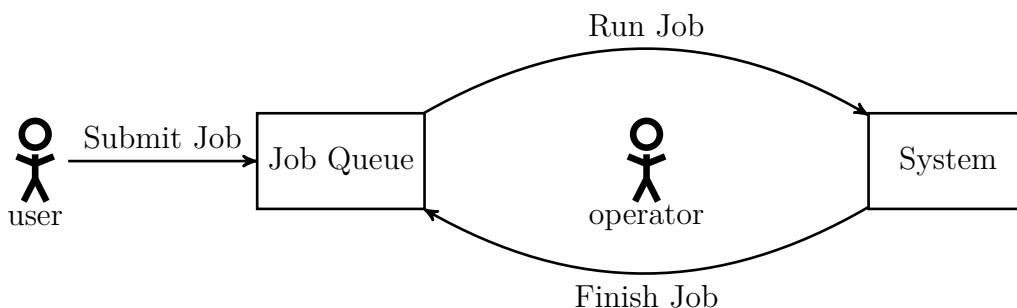 Run Job
Submit Job
Job Queue
System
user
operator
Finish Job